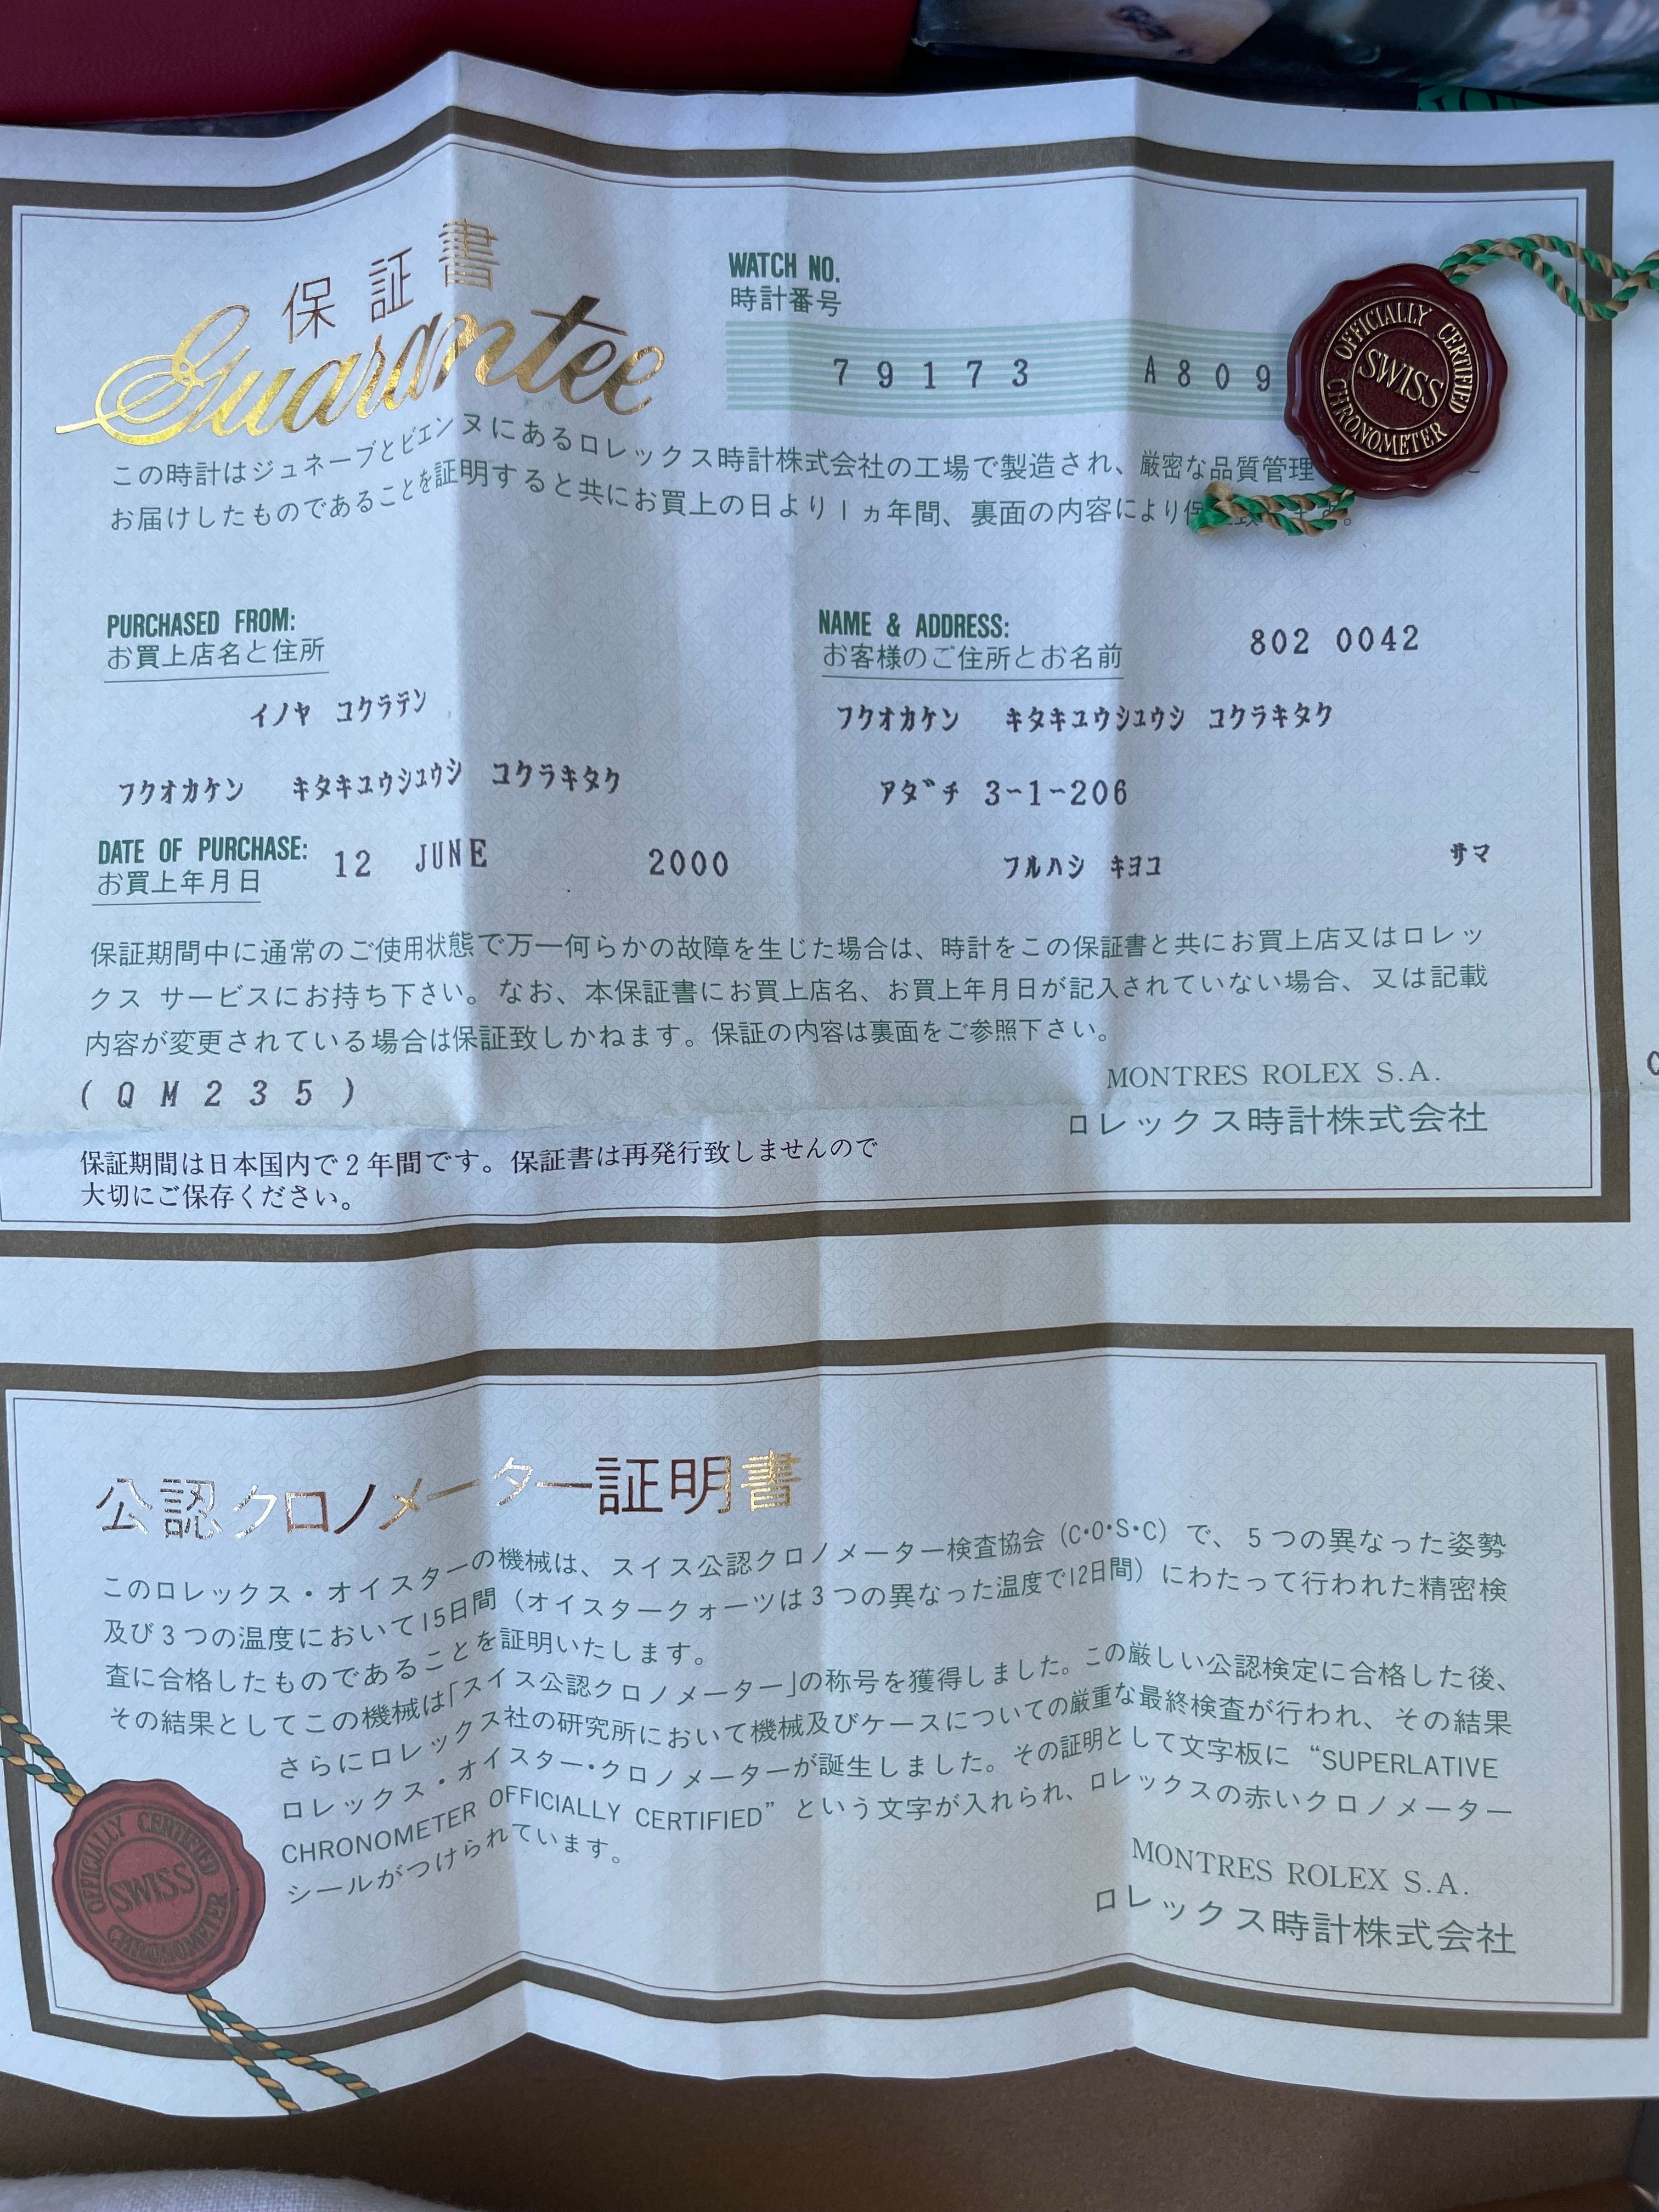 保証書
Guarantee
WATCH NO.
時計番号
79173 A809
OFFICIALLY CERTIFIED
SWISS
CHRONOMETER
この時計はジュネーブとビエンヌにあるロレックス時計株式会社の工場で製造され、厳密な品質管理
お届けしたものであることを証明すると共にお買上の日より1ヵ年間、裏面の内容により保証致します。
PURCHASED FROM:
お買上店名と住所
イノヤ コクラテン
フクオカケン キタキユウシユウシ コクラキタク
DATE OF PURCHASE: 12 JUNE 2000
お買上年月日
NAME & ADDRESS: 802 0042
お客様のご住所とお名前
フクオカケン キタキユウシユウシ コクラキタク
アダチ 3-1-206
フルハシ キヨコ サマ
保証期間中に通常のご使用状態で万一何らかの故障を生じた場合は、時計をこの保証書と共にお買上店又はロレッ
クス サービスにお持ち下さい。なお、本保証書にお買上店名、お買上年月日が記入されていない場合、又は記載
内容が変更されている場合は保証致しかねます。保証の内容は裏面をご参照下さい。
(QM235)
MONTRES ROLEX S.A.
ロレックス時計株式会社
保証期間は日本国内で2年間です。保証書は再発行致しませんので
大切にご保存ください。
公認クロノメーター証明書
このロレックス・オイスターの機械は、スイス公認クロノメーター検査協会(C・O・S・C)で、5つの異なった姿勢
及び3つの温度において15日間(オイスタークォーツは3つの異なった温度で12日間)にわたって行われた精密検
査に合格したものであることを証明いたします。
その結果としてこの機械は「スイス公認クロノメーター」の称号を獲得しました。この厳しい公認検定に合格した後、
さらにロレックス社の研究所において機械及びケースについての厳重な最終検査が行われ、その結果
ロレックス・オイスター・クロノメーターが誕生しました。その証明として文字板に“SUPERLATIVE
CHRONOMETER OFFICIALLY CERTIFIED”という文字が入れられ、ロレックスの赤いクロノメーター
シールがつけられています。
OFFICIALLY CERTIFIED
SWISS
CHRONOMETER
MONTRES ROLEX S.A.
ロレックス時計株式会社